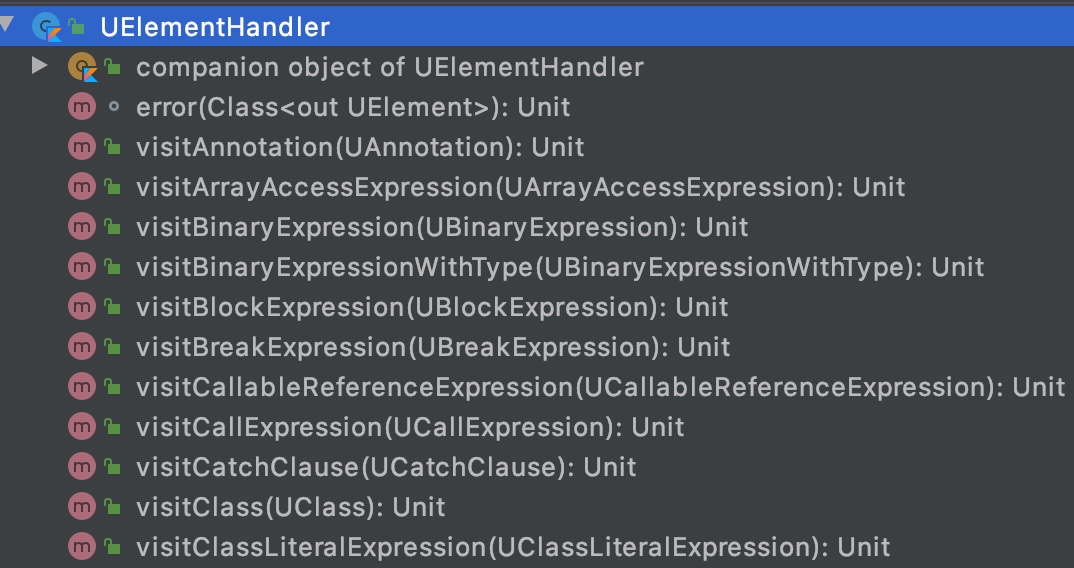 UElementHandler
companion object of UElementHandler
error(Class<out UElement>): Unit
visitAnnotation(UAnnotation): Unit
visitArrayAccessExpression(UArrayAccessExpression): Unit
visitBinaryExpression(UBinaryExpression): Unit
visitBinaryExpressionWithType(UBinaryExpressionWithType): Unit
visitBlockExpression(UBlockExpression): Unit
visitBreakExpression(UBreakExpression): Unit
visitCallableReferenceExpression(UCallableReferenceExpression): Unit
visitCallExpression(UCallExpression): Unit
visitCatchClause(UCatchClause): Unit
visitClass(UClass): Unit
visitClassLiteralExpression(UClassLiteralExpression): Unit